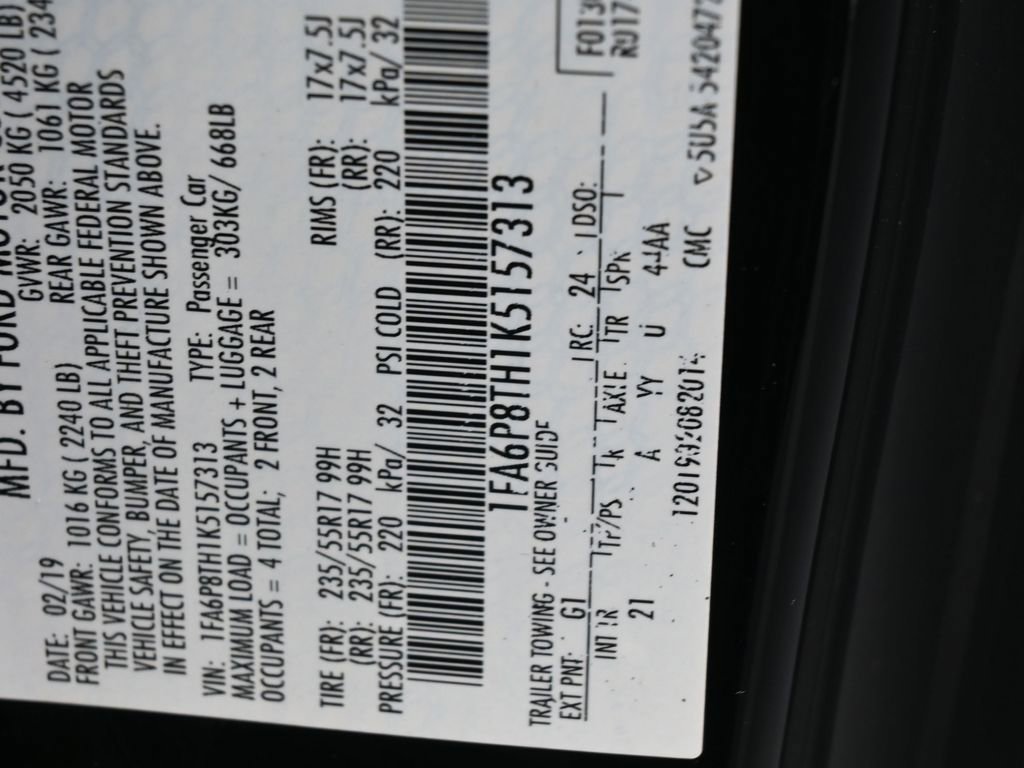 MFD. BY FORD
DATE: 02/19 GVWR: 2050 KG ( 4520 LB)
FRONT GAWR: 1016 KG ( 2240 LB) REAR GAWR: 1061 KG ( 234
THIS VEHICLE CONFORMS TO ALL APPLICABLE FEDERAL MOTOR
VEHICLE SAFETY, BUMPER, AND THEFT PREVENTION STANDARDS
IN EFFECT ON THE DATE OF MANUFACTURE SHOWN ABOVE.
VIN: 1FA6P8TH1K5157313 TYPE: Passenger Car
MAXIMUM LOAD = OCCUPANTS + LUGGAGE = 303KG/ 668LB
OCCUPANTS = 4 TOTAL; 2 FRONT, 2 REAR
TIRE (FR): 235/55R17 99H RIMS (FR): 17x7.5J
(RR): 235/55R17 99H (RR): 17x7.5J
PRESSURE (FR): 220 kPa/ 32 PSI COLD (RR): 220 kPa/ 32
1FA6P8TH1K5157313
TRAILER TOWING - SEE OWNER GUIDE
EXT PNT: G1 RC: 24 DSO: F013
RU17
INT TR TP/PS AXLE TR SPR
21 A YY U 4AA
CMC